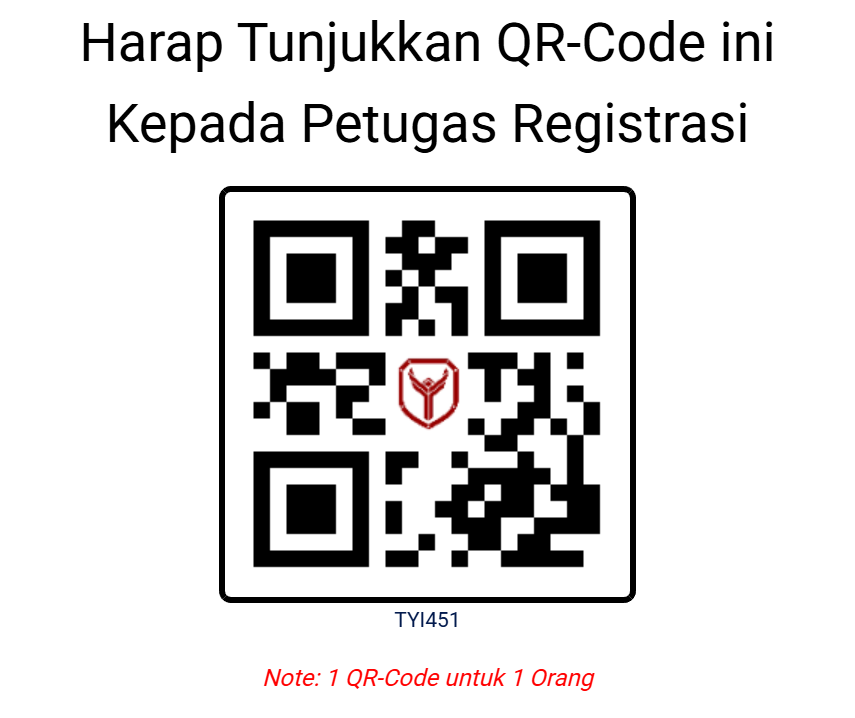 Harap Tunjukkan QR-Code ini
Kepada Petugas Registrasi
TYI451
Note: 1 QR-Code untuk 1 Orang